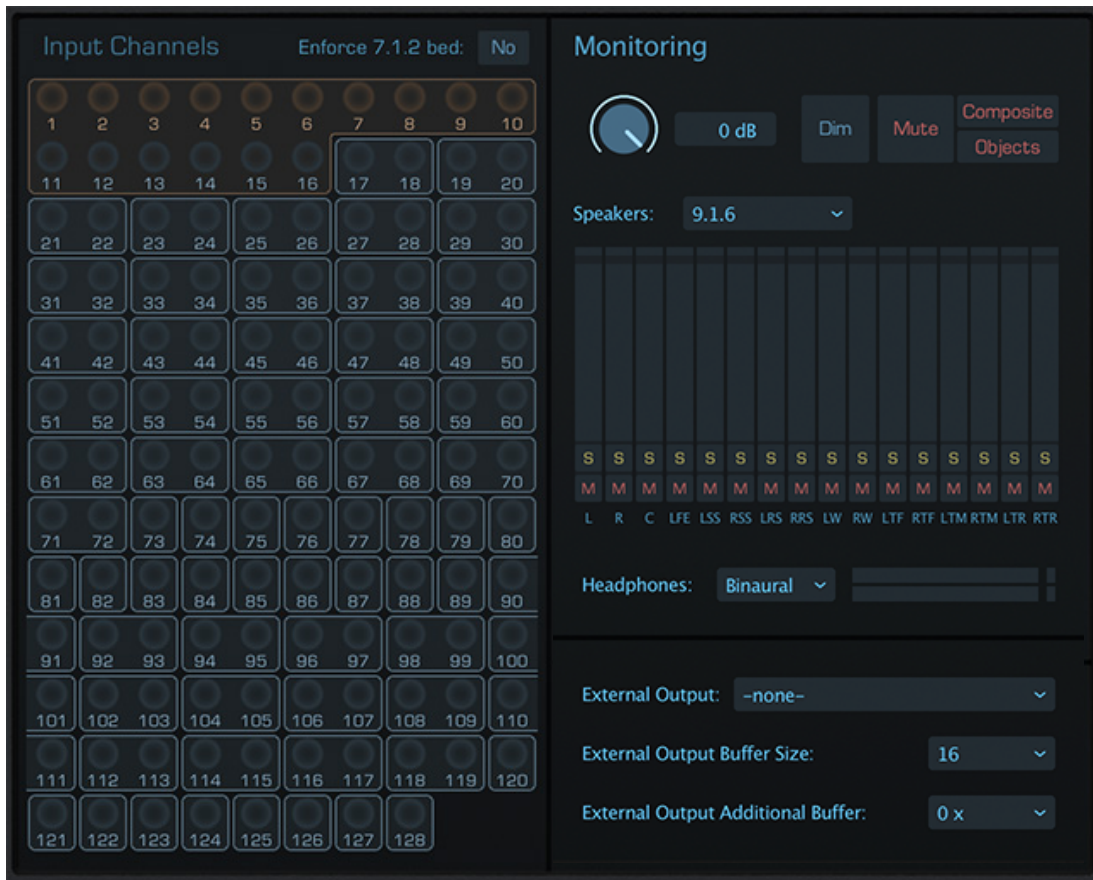 Input Channels Enforce 7.1.2 bed: No
1 2 3 4 5 6 7 8 9 10
11 12 13 14 15 16 17 18 19 20
21 22 23 24 25 26 27 28 29 30
31 32 33 34 35 36 37 38 39 40
41 42 43 44 45 46 47 48 49 50
51 52 53 54 55 56 57 58 59 60
61 62 63 64 65 66 67 68 69 70
71 72 73 74 75 76 77 78 79 80
81 82 83 84 85 86 87 88 89 90
91 92 93 94 95 96 97 98 99 100
101 102 103 104 105 106 107 108 109 110
111 112 113 114 115 116 117 118 119 120
121 122 123 124 125 126 127 128
Monitoring
0 dB Dim Mute Composite
Objects
Speakers: 9.1.6
S S S S S S S S S S S S S S S S
M M M M M M M M M M M M M M M M
L R C LFE LSS RSS LRS RRS LW RW LTF RTF LTM RTM LTR RTR
Headphones: Binaural
External Output: -none-
External Output Buffer Size: 16
External Output Additional Buffer: 0 x